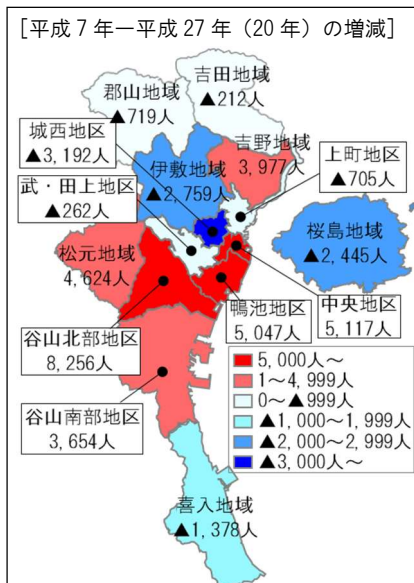 [平成7年―平成27年(20年)の増減]
吉田地域
▲212人
郡山地域
▲719人
城西地区
▲3,192人
吉野地域
3,977人
伊敷地域
▲2,759人
上町地区
▲705人
武・田上地区
▲262人
桜島地域
▲2,445人
松元地域
4,624人
中央地区
5,117人
鴨池地区
5,047人
谷山北部地区
8,256人
谷山南部地区
3,654人
5,000人~
1~4,999人
0~▲999人
▲1,000~1,999人
▲2,000~2,999人
▲3,000人~
喜入地域
▲1,378人